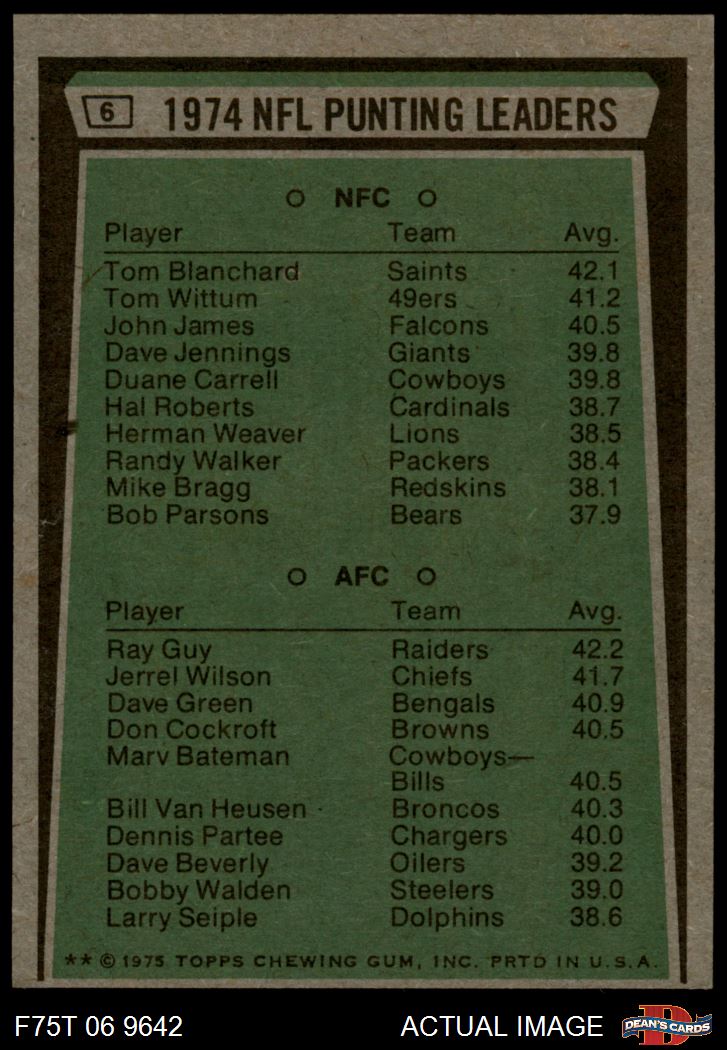 6 1974 NFL PUNTING LEADERS
NFC
Player Team Avg.
Tom Blanchard Saints 42.1
Tom Wittum 49ers 41.2
John James Falcons 40.5
Dave Jennings Giants 39.8
Duane Carrell Cowboys 39.8
Hal Roberts Cardinals 38.7
Herman Weaver Lions 38.5
Randy Walker Packers 38.4
Mike Bragg Redskins 38.1
Bob Parsons Bears 37.9
AFC
Player Team Avg.
Ray Guy Raiders 42.2
Jerrel Wilson Chiefs 41.7
Dave Green Bengals 40.9
Don Cockroft Browns 40.5
Marv Bateman Cowboys—
Bills 40.5
Bill Van Heusen Broncos 40.3
Dennis Partee Chargers 40.0
Dave Beverly Oilers 39.2
Bobby Walden Steelers 39.0
Larry Seiple Dolphins 38.6
** © 1975 TOPPS CHEWING GUM, INC. PRTD IN U.S.A.
F75T 06 9642 ACTUAL IMAGE D DEAN'S CARDS